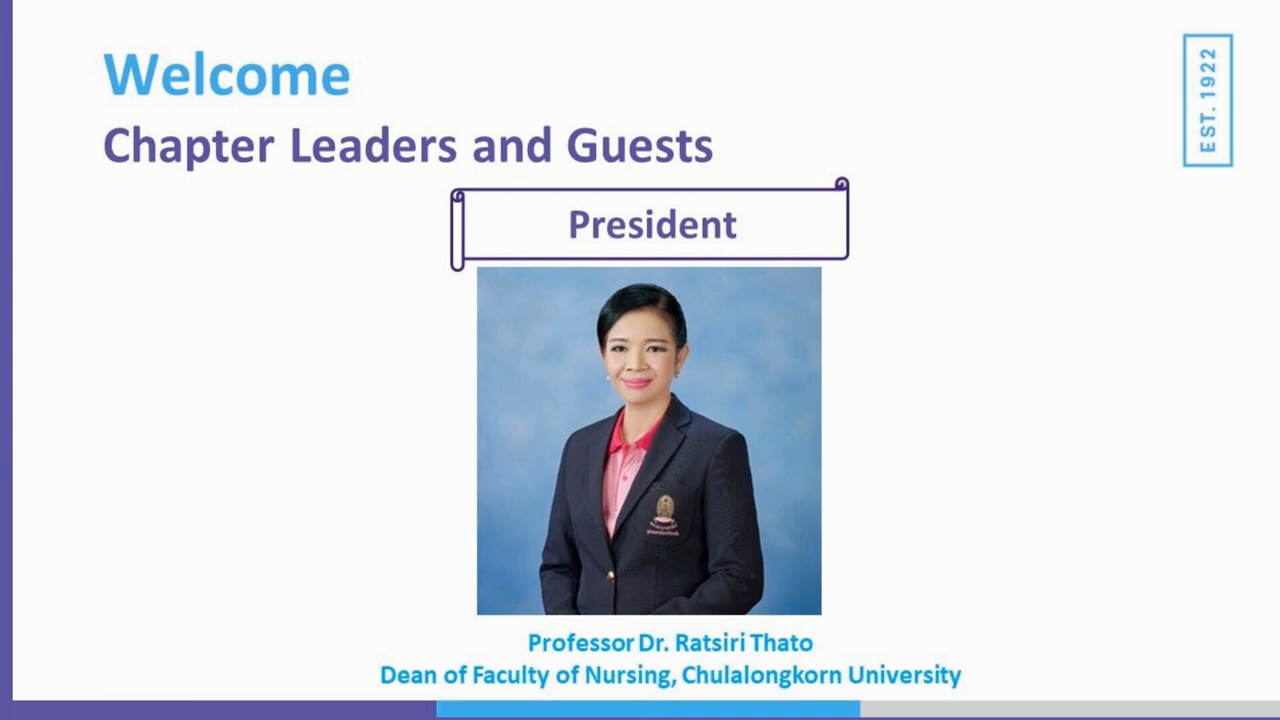 Welcome
Chapter Leaders and Guests
EST. 1922
President
Professor Dr. Ratsiri Thato
Dean of Faculty of Nursing, Chulalongkorn University